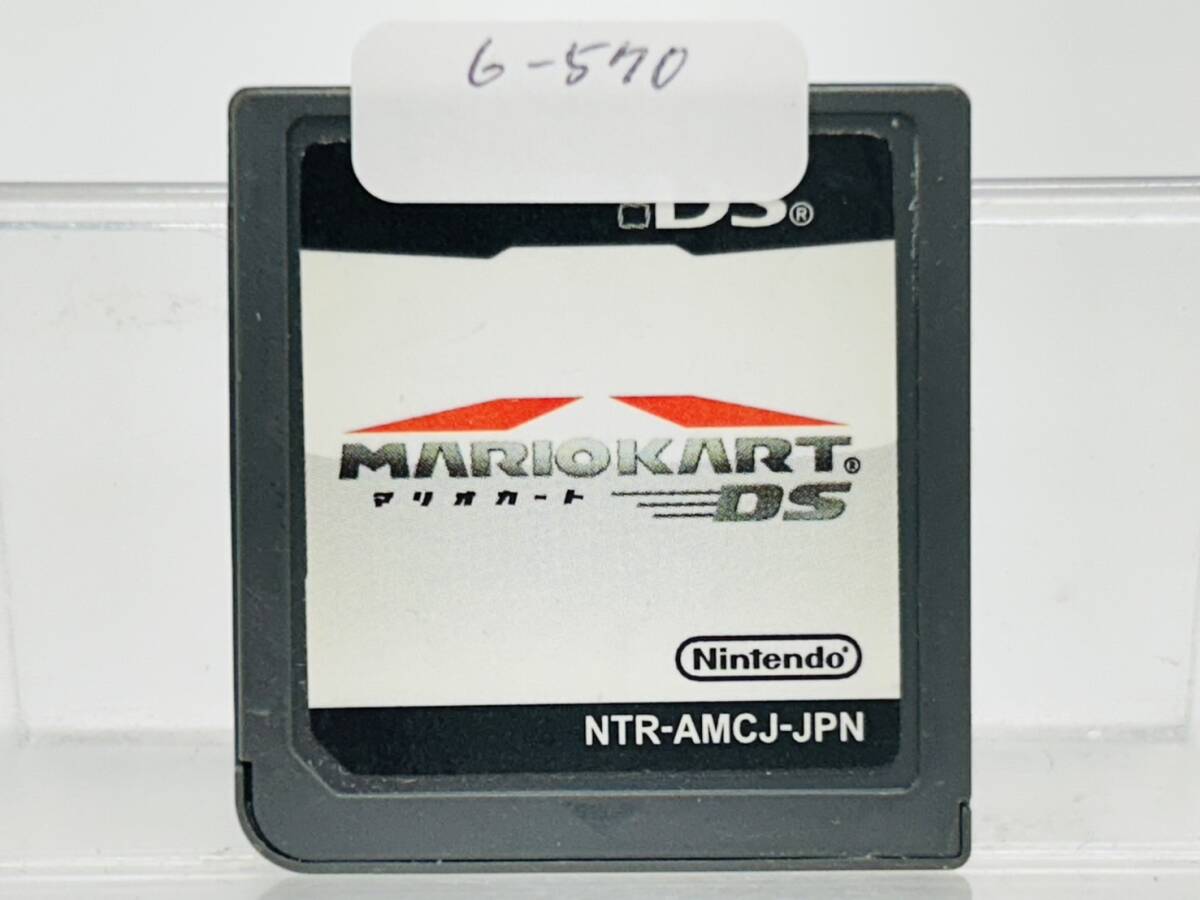 6-570
DS®
MARIOKART®
マリオカート DS
Nintendo®
NTR-AMCJ-JPN